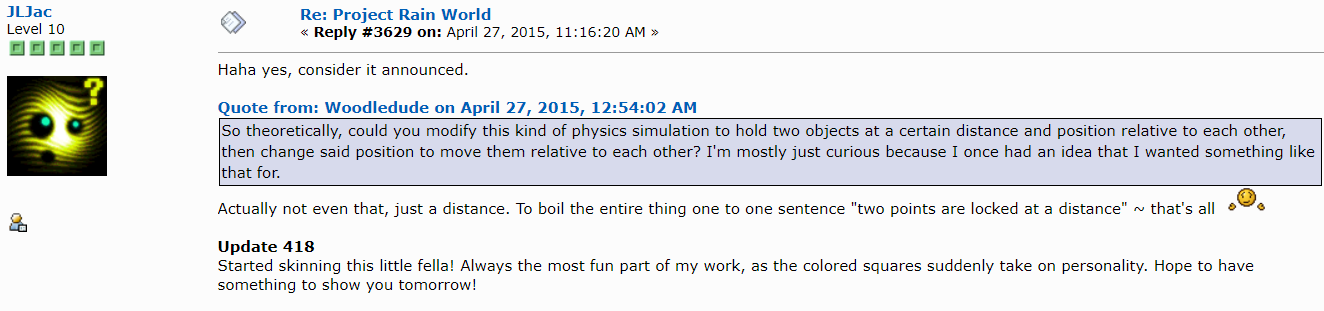 JLJac
Level 10
?
Re: Project Rain World
« Reply #3629 on: April 27, 2015, 11:16:20 AM »
Haha yes, consider it announced.
Quote from: Woodledude on April 27, 2015, 12:54:02 AM
So theoretically, could you modify this kind of physics simulation to hold two objects at a certain distance and position relative to each other,
then change said position to move them relative to each other? I'm mostly just curious because I once had an idea that I wanted something like
that for.
Actually not even that, just a distance. To boil the entire thing one to one sentence "two points are locked at a distance" ~ that's all
Update 418
Started skinning this little fella! Always the most fun part of my work, as the colored squares suddenly take on personality. Hope to have
something to show you tomorrow!